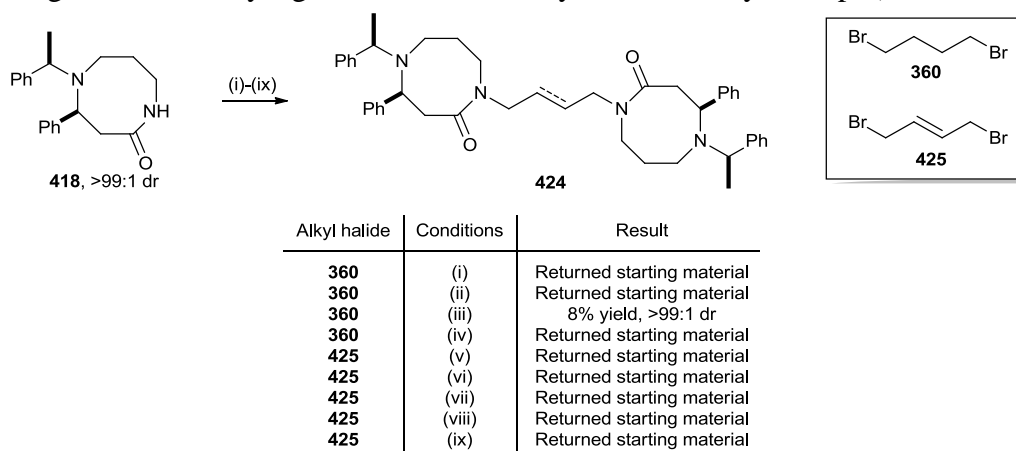 Ph
N
Ph
NH
O
418, >99:1 dr
(i)-(ix)
Ph
N
Ph
N
O
O
N
Ph
N
Ph
424
Br
Br
360
Br
Br
425
Alkyl halide Conditions Result
360 (i) Returned starting material
360 (ii) Returned starting material
360 (iii) 8% yield, >99:1 dr
360 (iv) Returned starting material
425 (v) Returned starting material
425 (vi) Returned starting material
425 (vii) Returned starting material
425 (viii) Returned starting material
425 (ix) Returned starting material